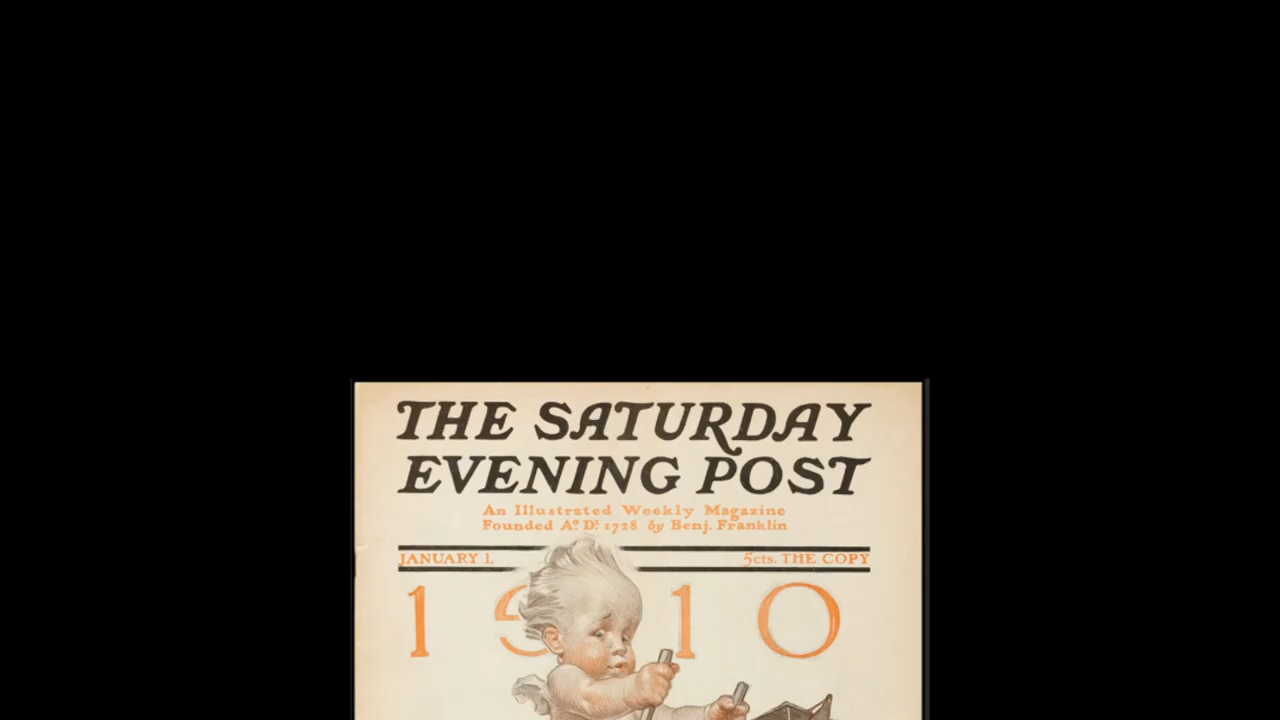 THE SATURDAY
EVENING POST
An Illustrated Weekly Magazine
Founded Aº. Dⁱ. 1728 by Benj. Franklin
JANUARY 1, 5cts. THE COPY
1910